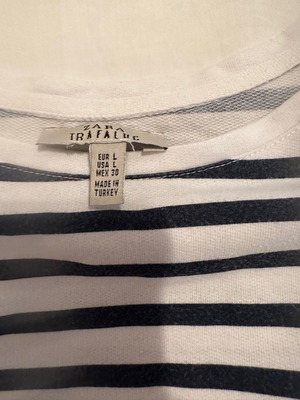 ZARA
TRAFALUC
EUR L
USA L
MEX 30
MADE IN
TURKEY